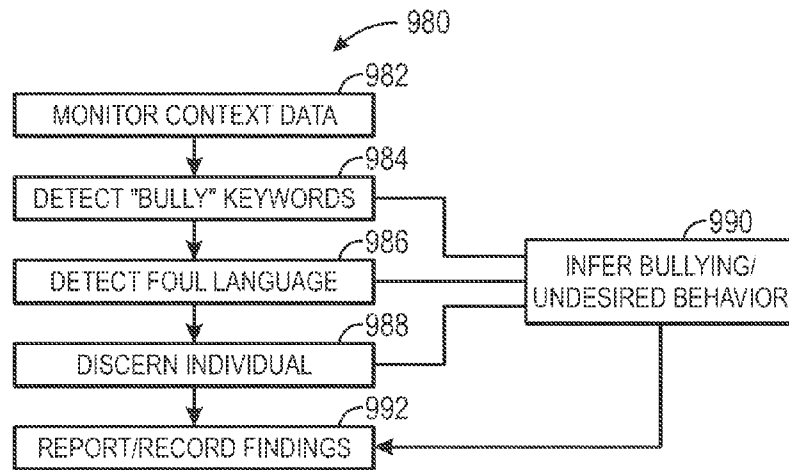 980
982
MONITOR CONTEXT DATA
984
DETECT "BULLY" KEYWORDS
986
DETECT FOUL LANGUAGE
988
DISCERN INDIVIDUAL
992
REPORT/RECORD FINDINGS
990
INFER BULLYING/
UNDESIRED BEHAVIOR